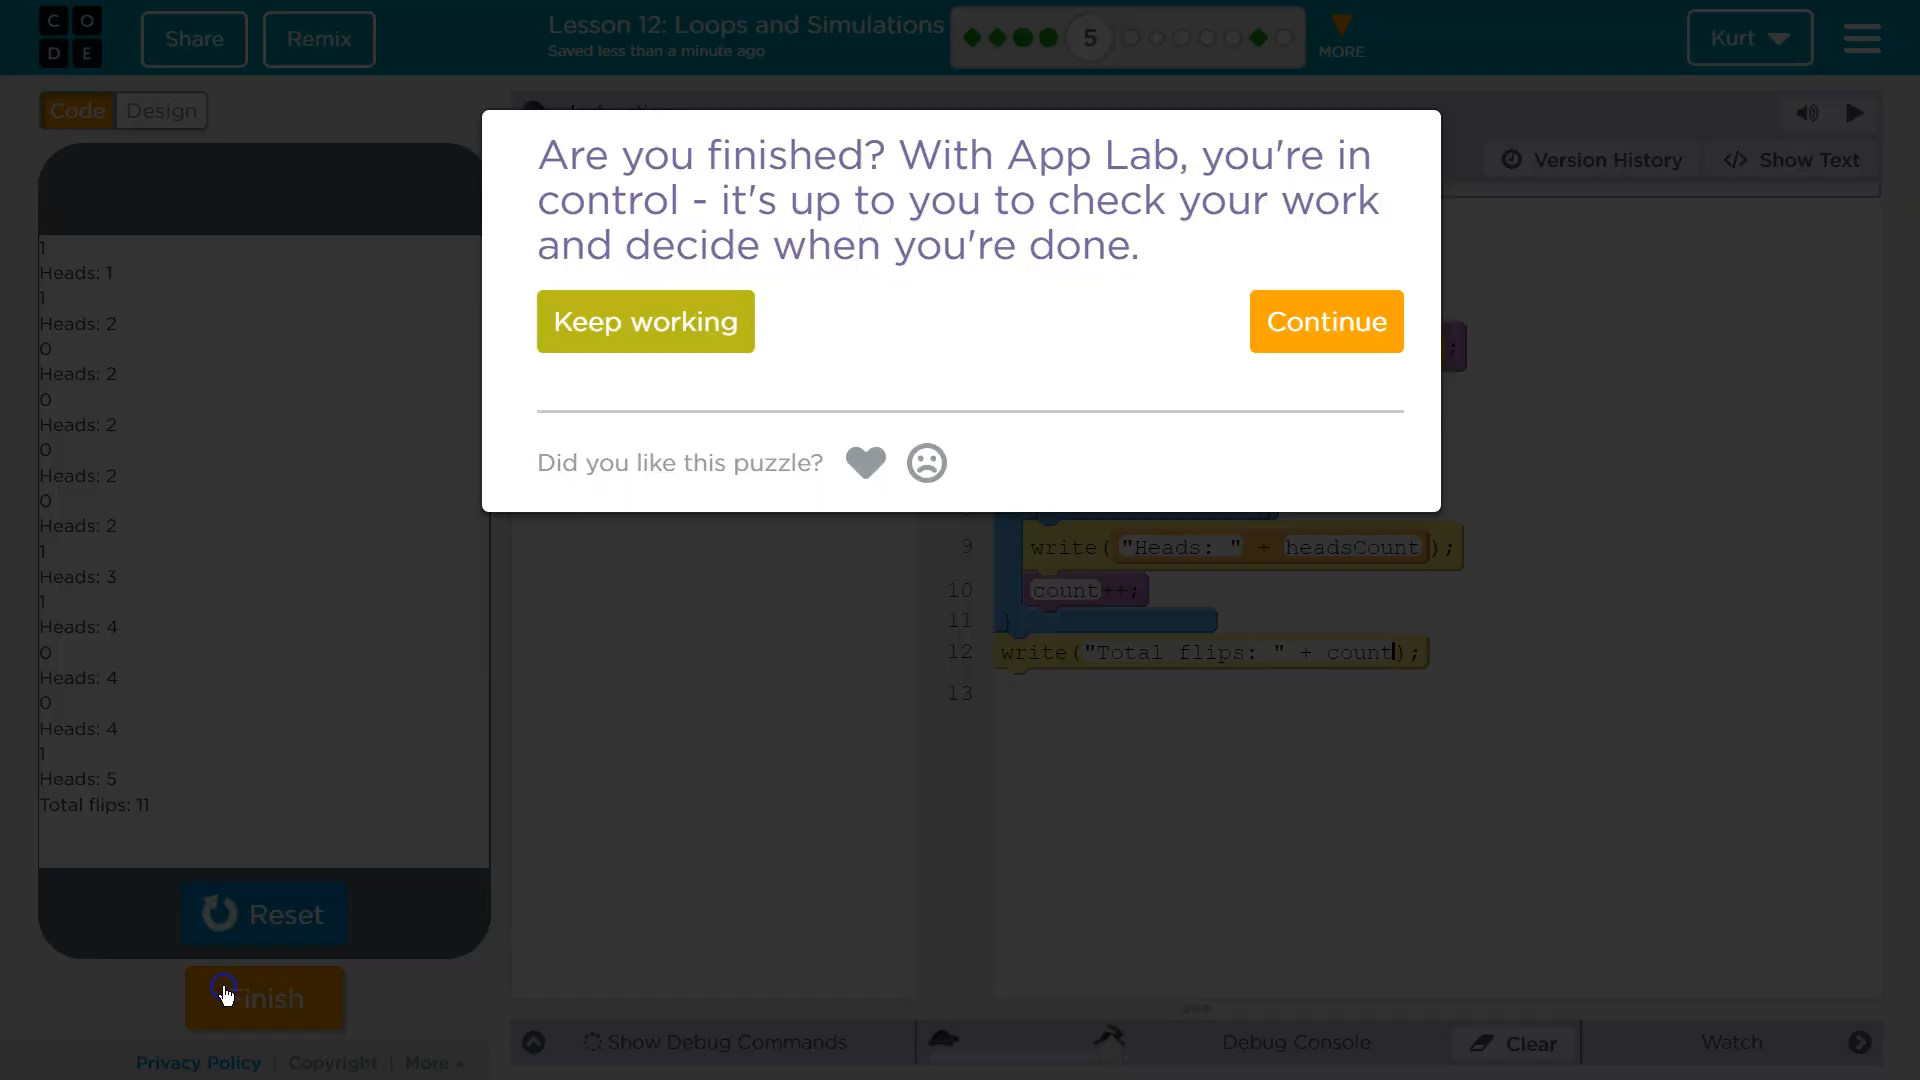 C O
D E
Share
Remix
Lesson 12: Loops and Simulations
Saved less than a minute ago
5
MORE
Kurt
Code
Design
Version History
</> Show Text
Are you finished? With App Lab, you're in
control - it's up to you to check your work
and decide when you're done.
Keep working
Continue
Did you like this puzzle?
1
Heads: 1
1
Heads: 2
0
Heads: 2
0
Heads: 2
0
Heads: 2
0
Heads: 2
1
Heads: 3
1
Heads: 4
0
Heads: 4
0
Heads: 4
1
Heads: 5
Total flips: 11
Reset
Finish
;
9 write("Heads: " + headsCount);
10 count++;
11
12 write("Total flips: " + count);
13
Show Debug Commands
Debug Console
Clear
Watch
Privacy Policy | Copyright | More